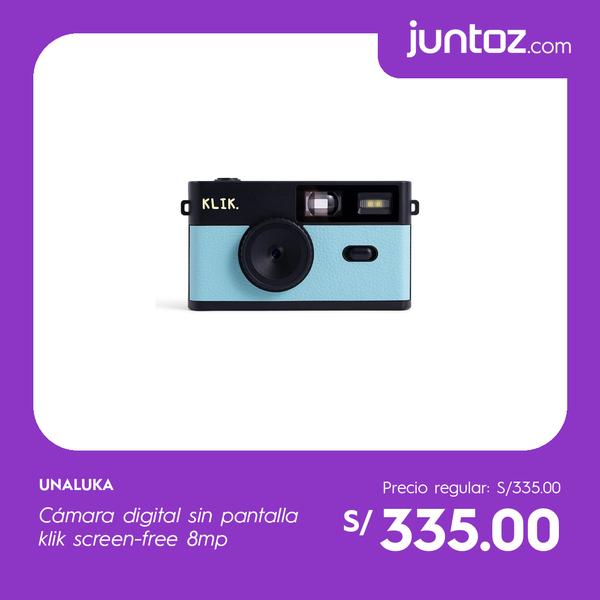 juntoz.com
KLIK.
UNALUKA
Cámara digital sin pantalla
klik screen-free 8mp
Precio regular: S/335.00
S/ 335.00